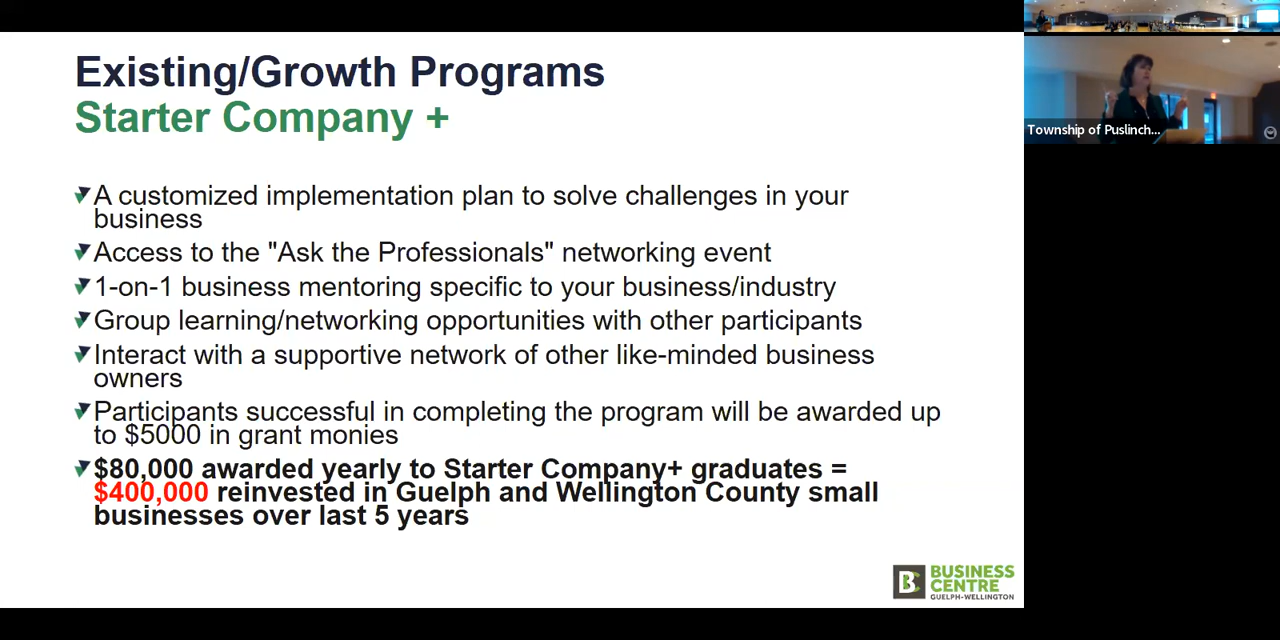 Existing/Growth Programs
Starter Company +
A customized implementation plan to solve challenges in your
business
Access to the "Ask the Professionals" networking event
1-on-1 business mentoring specific to your business/industry
Group learning/networking opportunities with other participants
Interact with a supportive network of other like-minded business
owners
Participants successful in completing the program will be awarded up
to $5000 in grant monies
$80,000 awarded yearly to Starter Company+ graduates =
$400,000 reinvested in Guelph and Wellington County small
businesses over last 5 years
BC
BUSINESS
CENTRE
GUELPH-WELLINGTON
Township of Puslinch...